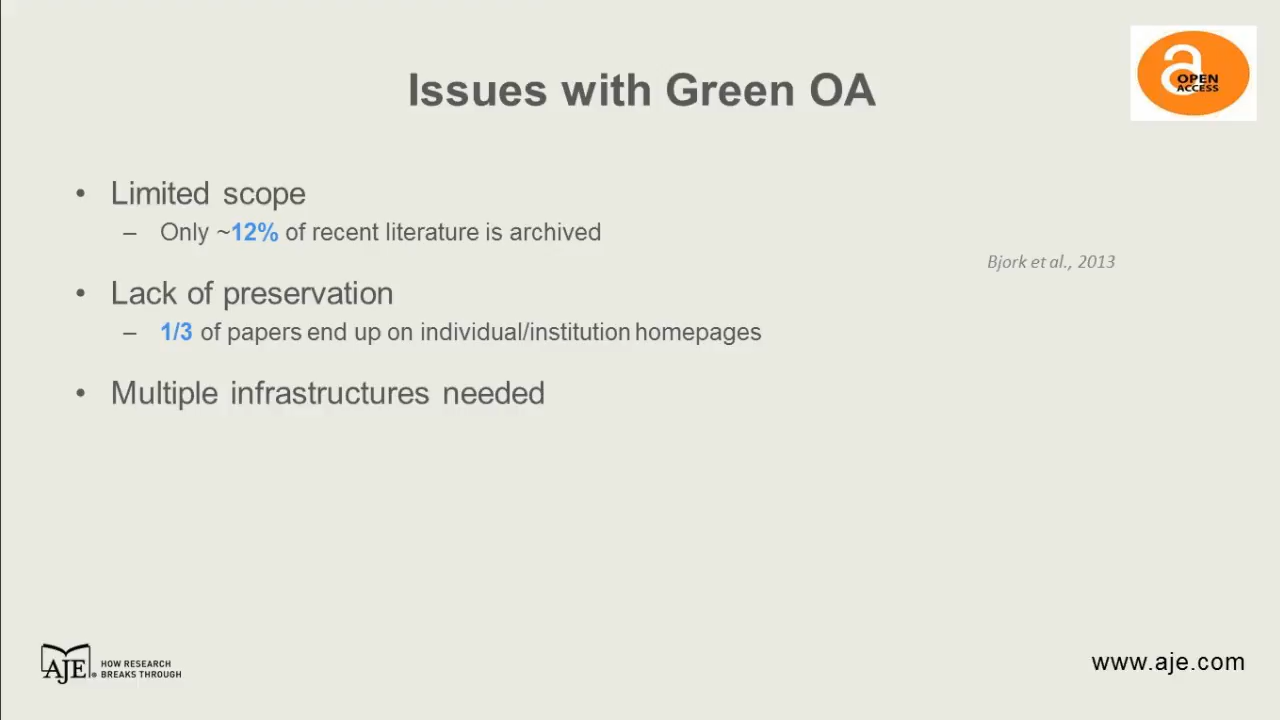 a
OPEN
ACCESS
Issues with Green OA
• Limited scope
– Only ~12% of recent literature is archived
Bjork et al., 2013
• Lack of preservation
– 1/3 of papers end up on individual/institution homepages
• Multiple infrastructures needed
AJE®
HOW RESEARCH
BREAKS THROUGH
www.aje.com